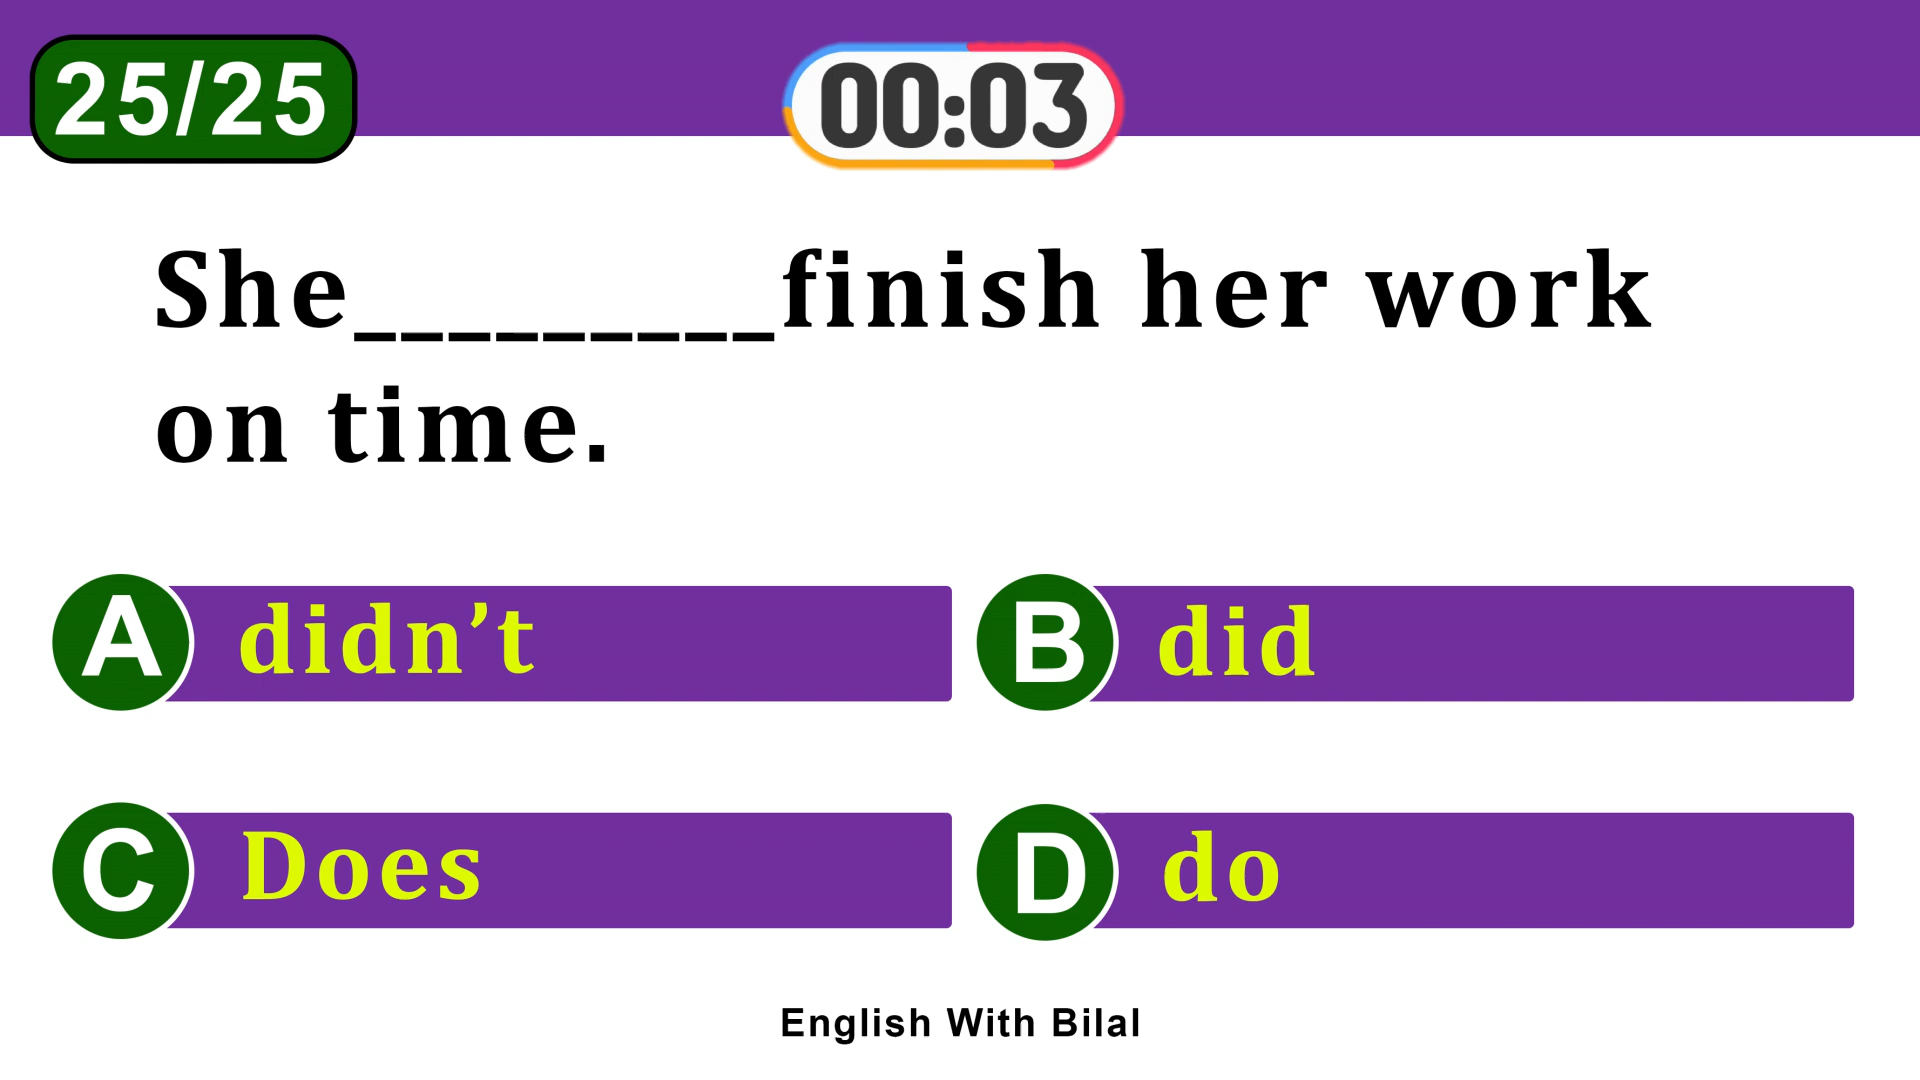 25/25
00:03
She_________finish her work
on time.
A didn’t
B did
C Does
D do
English With Bilal